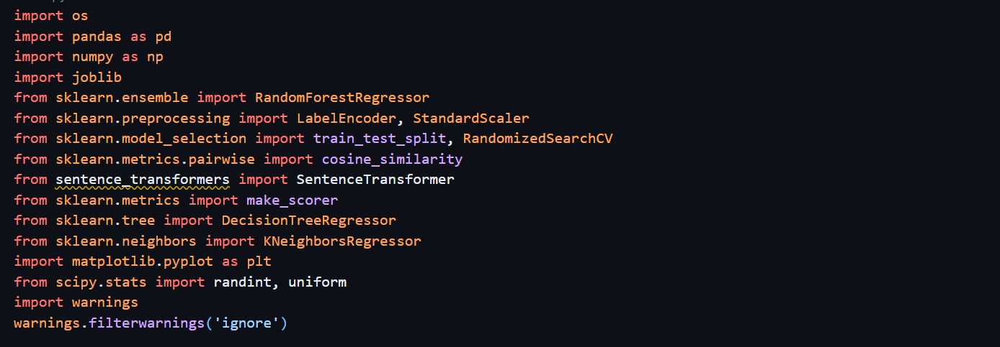 import os
import pandas as pd
import numpy as np
import joblib
from sklearn.ensemble import RandomForestRegressor
from sklearn.preprocessing import LabelEncoder, StandardScaler
from sklearn.model_selection import train_test_split, RandomizedSearchCV
from sklearn.metrics.pairwise import cosine_similarity
from sentence_transformers import SentenceTransformer
from sklearn.metrics import make_scorer
from sklearn.tree import DecisionTreeRegressor
from sklearn.neighbors import KNeighborsRegressor
import matplotlib.pyplot as plt
from scipy.stats import randint, uniform
import warnings
warnings.filterwarnings('ignore')